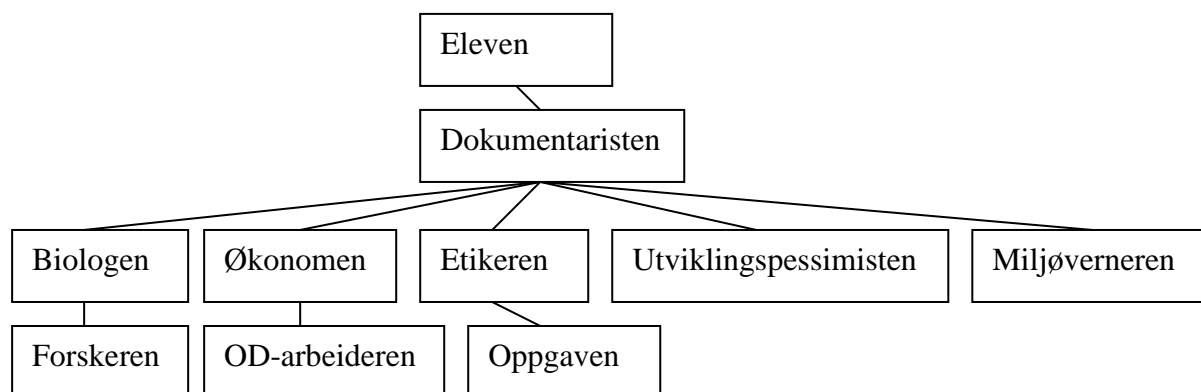 Eleven
Dokumentaristen
Biologen
Økonomen
Etikeren
Utviklingspessimisten
Miljøverneren
Forskeren
OD-arbeideren
Oppgaven